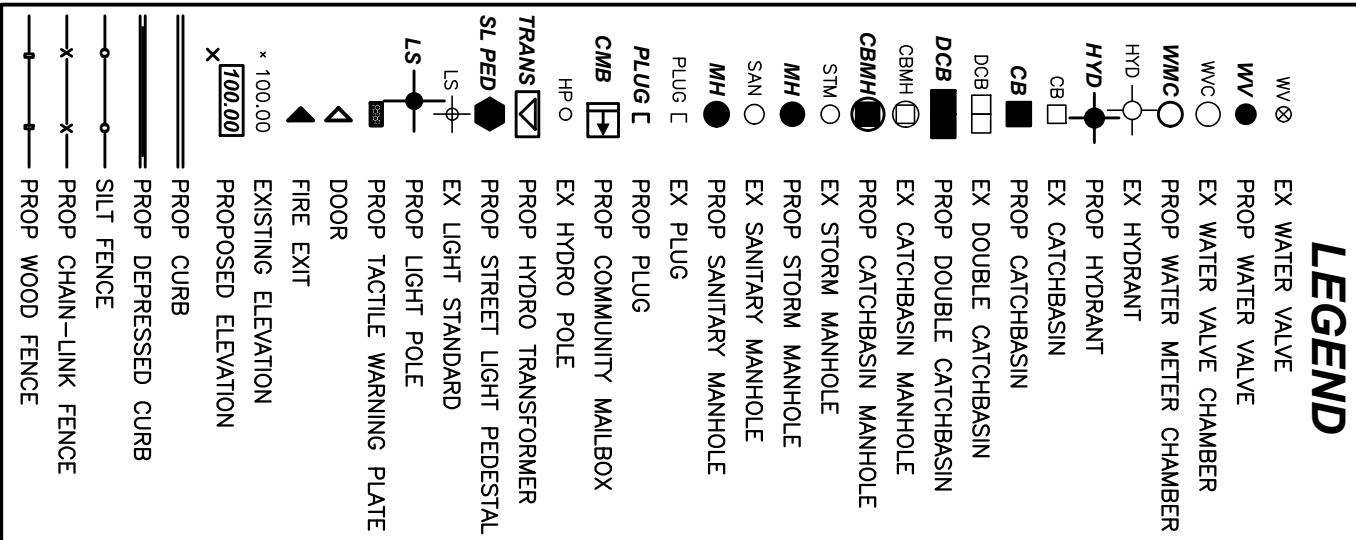 LEGEND
WV EX WATER VALVE
WV PROP WATER VALVE
WVC EX WATER VALVE CHAMBER
WMC PROP WATER METER CHAMBER
HYD EX HYDRANT
HYD PROP HYDRANT
CB EX CATCHBASIN
CB PROP CATCHBASIN
DCB EX DOUBLE CATCHBASIN
DCB PROP DOUBLE CATCHBASIN
CBMH EX CATCHBASIN MANHOLE
CBMH PROP CATCHBASIN MANHOLE
STM EX STORM MANHOLE
MH PROP STORM MANHOLE
SAN EX SANITARY MANHOLE
MH PROP SANITARY MANHOLE
PLUG EX PLUG
PLUG PROP PLUG
CMB PROP COMMUNITY MAILBOX
HP EX HYDRO POLE
TRANS PROP HYDRO TRANSFORMER
SL PED PROP STREET LIGHT PEDESTAL
LS EX LIGHT STANDARD
LS PROP LIGHT POLE
PROP TACTILE WARNING PLATE
DOOR
FIRE EXIT
× 100.00 EXISTING ELEVATION
× 100.00 PROPOSED ELEVATION
PROP CURB
PROP DEPRESSED CURB
SILT FENCE
PROP CHAIN-LINK FENCE
PROP WOOD FENCE